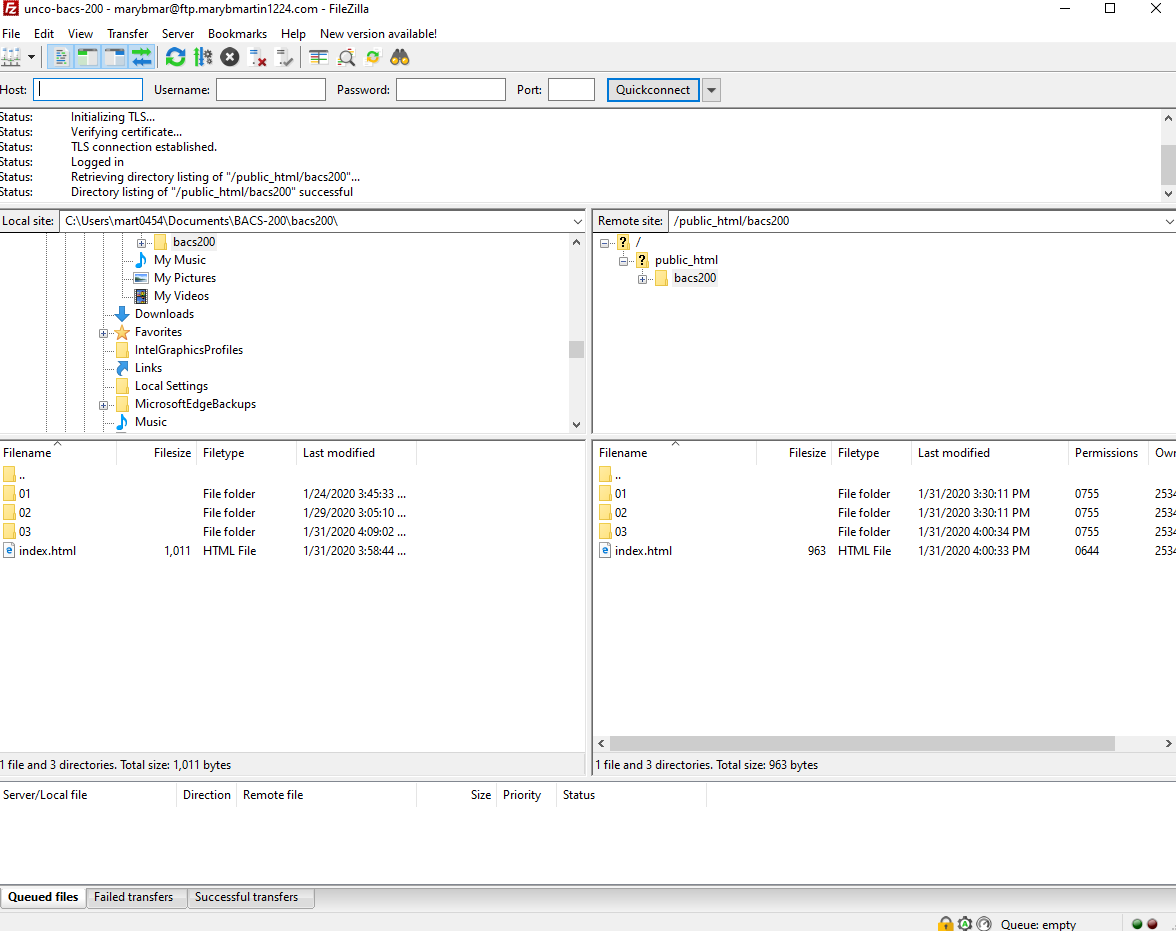 unco-bacs-200 - marybmar@ftp.marybmartin1224.com - FileZilla
File Edit View Transfer Server Bookmarks Help New version available!
Host: Username: Password: Port: Quickconnect
Status: Initializing TLS...
Status: Verifying certificate...
Status: TLS connection established.
Status: Logged in
Status: Retrieving directory listing of "/public_html/bacs200"...
Status: Directory listing of "/public_html/bacs200" successful
Local site: C:\Users\mart0454\Documents\BACS-200\bacs200\
bacs200
My Music
My Pictures
My Videos
Downloads
Favorites
IntelGraphicsProfiles
Links
Local Settings
MicrosoftEdgeBackups
Music
Remote site: /public_html/bacs200
/
public_html
bacs200
Filename Filesize Filetype Last modified
..
01 File folder 1/24/2020 3:45:33 ...
02 File folder 1/29/2020 3:05:10 ...
03 File folder 1/31/2020 4:09:02 ...
index.html 1,011 HTML File 1/31/2020 3:58:44 ...
1 file and 3 directories. Total size: 1,011 bytes
Filename Filesize Filetype Last modified Permissions Own
..
01 File folder 1/31/2020 3:30:11 PM 0755 2534
02 File folder 1/31/2020 3:30:11 PM 0755 2534
03 File folder 1/31/2020 4:00:34 PM 0755 2534
index.html 963 HTML File 1/31/2020 4:00:33 PM 0644 2534
1 file and 3 directories. Total size: 963 bytes
Server/Local file Direction Remote file Size Priority Status
Queued files Failed transfers Successful transfers
Queue: empty